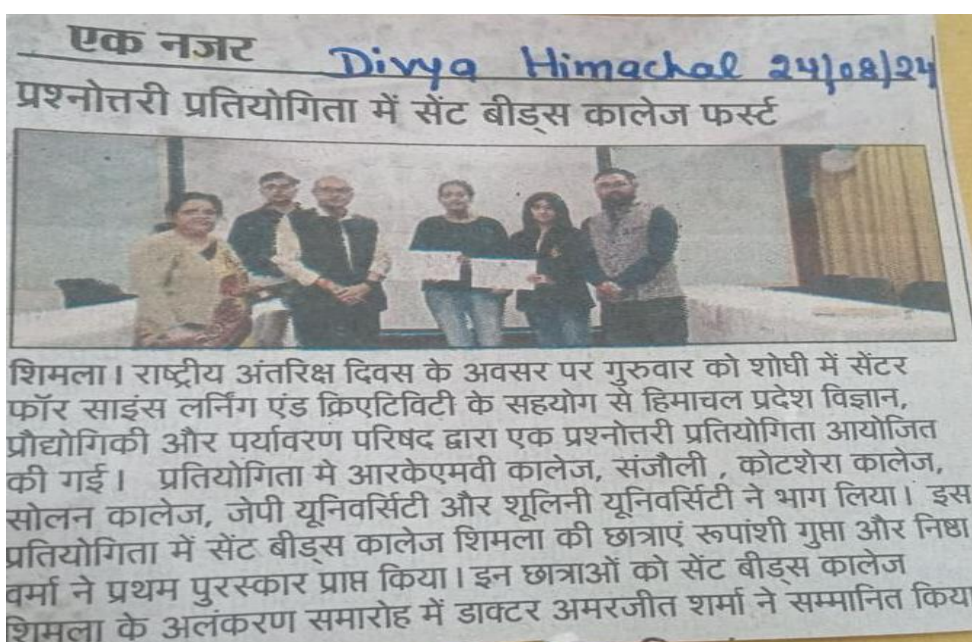 एक नजर
Divya Himachal 24/08/24
प्रश्नोत्तरी प्रतियोगिता में सेंट बीड्स कालेज फर्स्ट
शिमला। राष्ट्रीय अंतरिक्ष दिवस के अवसर पर गुरुवार को शोघी में सेंटर
फॉर साइंस लर्निंग एंड क्रिएटिविटी के सहयोग से हिमाचल प्रदेश विज्ञान,
प्रौद्योगिकी और पर्यावरण परिषद द्वारा एक प्रश्नोत्तरी प्रतियोगिता आयोजित
की गई। प्रतियोगिता मे आरकेएमवी कालेज, संजौली , कोटशेरा कालेज,
सोलन कालेज, जेपी यूनिवर्सिटी और शूलिनी यूनिवर्सिटी ने भाग लिया। इस
प्रतियोगिता में सेंट बीड्स कालेज शिमला की छात्राएं रूपांशी गुप्ता और निष्ठा
वर्मा ने प्रथम पुरस्कार प्राप्त किया। इन छात्राओं को सेंट बीड्स कालेज
शिमला के अलंकरण समारोह में डाक्टर अमरजीत शर्मा ने सम्मानित किया